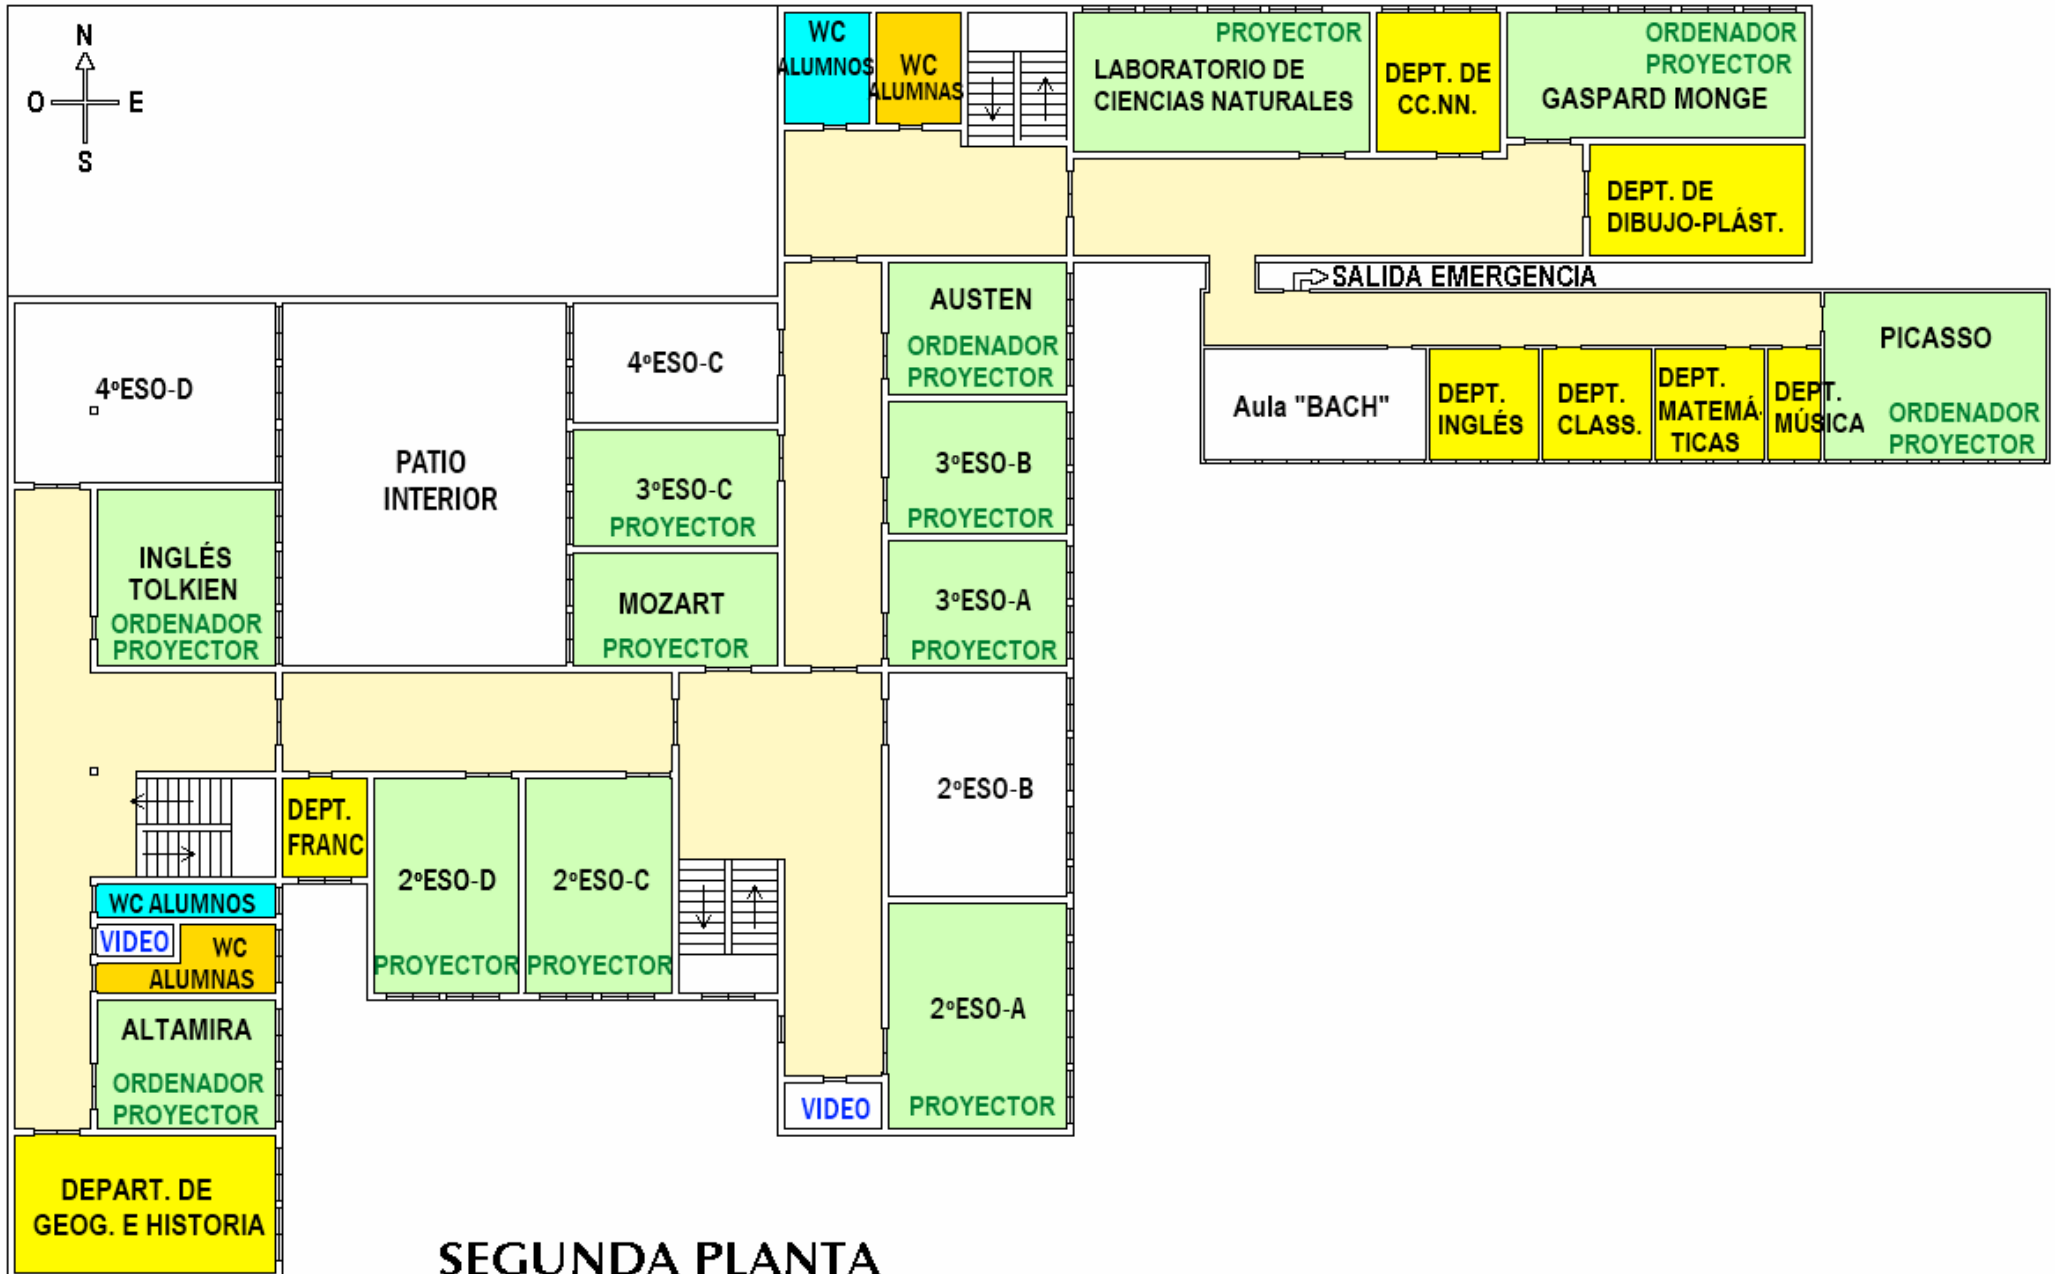 N
O E
S
WC
ALUMNOS
WC
ALUMNAS
PROYECTOR
LABORATORIO DE
CIENCIAS NATURALES
DEPT. DE
CC.NN.
ORDENADOR
PROYECTOR
GASPARD MONGE
DEPT. DE
DIBUJO-PLÁST.
SALIDA EMERGENCIA
AUSTEN
ORDENADOR
PROYECTOR
PICASSO
ORDENADOR
PROYECTOR
Aula "BACH"
DEPT.
INGLÉS
DEPT.
CLASS.
DEPT.
MATEMÁ-
TICAS
DEPT.
MÚSICA
4ºESO-D
4ºESO-C
PATIO
INTERIOR
3ºESO-C
PROYECTOR
3ºESO-B
PROYECTOR
INGLÉS
TOLKIEN
ORDENADOR
PROYECTOR
MOZART
PROYECTOR
3ºESO-A
PROYECTOR
2ºESO-B
DEPT.
FRANC
2ºESO-D
PROYECTOR
2ºESO-C
PROYECTOR
WC ALUMNOS
VIDEO
WC
ALUMNAS
2ºESO-A
PROYECTOR
ALTAMIRA
ORDENADOR
PROYECTOR
VIDEO
DEPART. DE
GEOG. E HISTORIA
SEGUNDA PLANTA